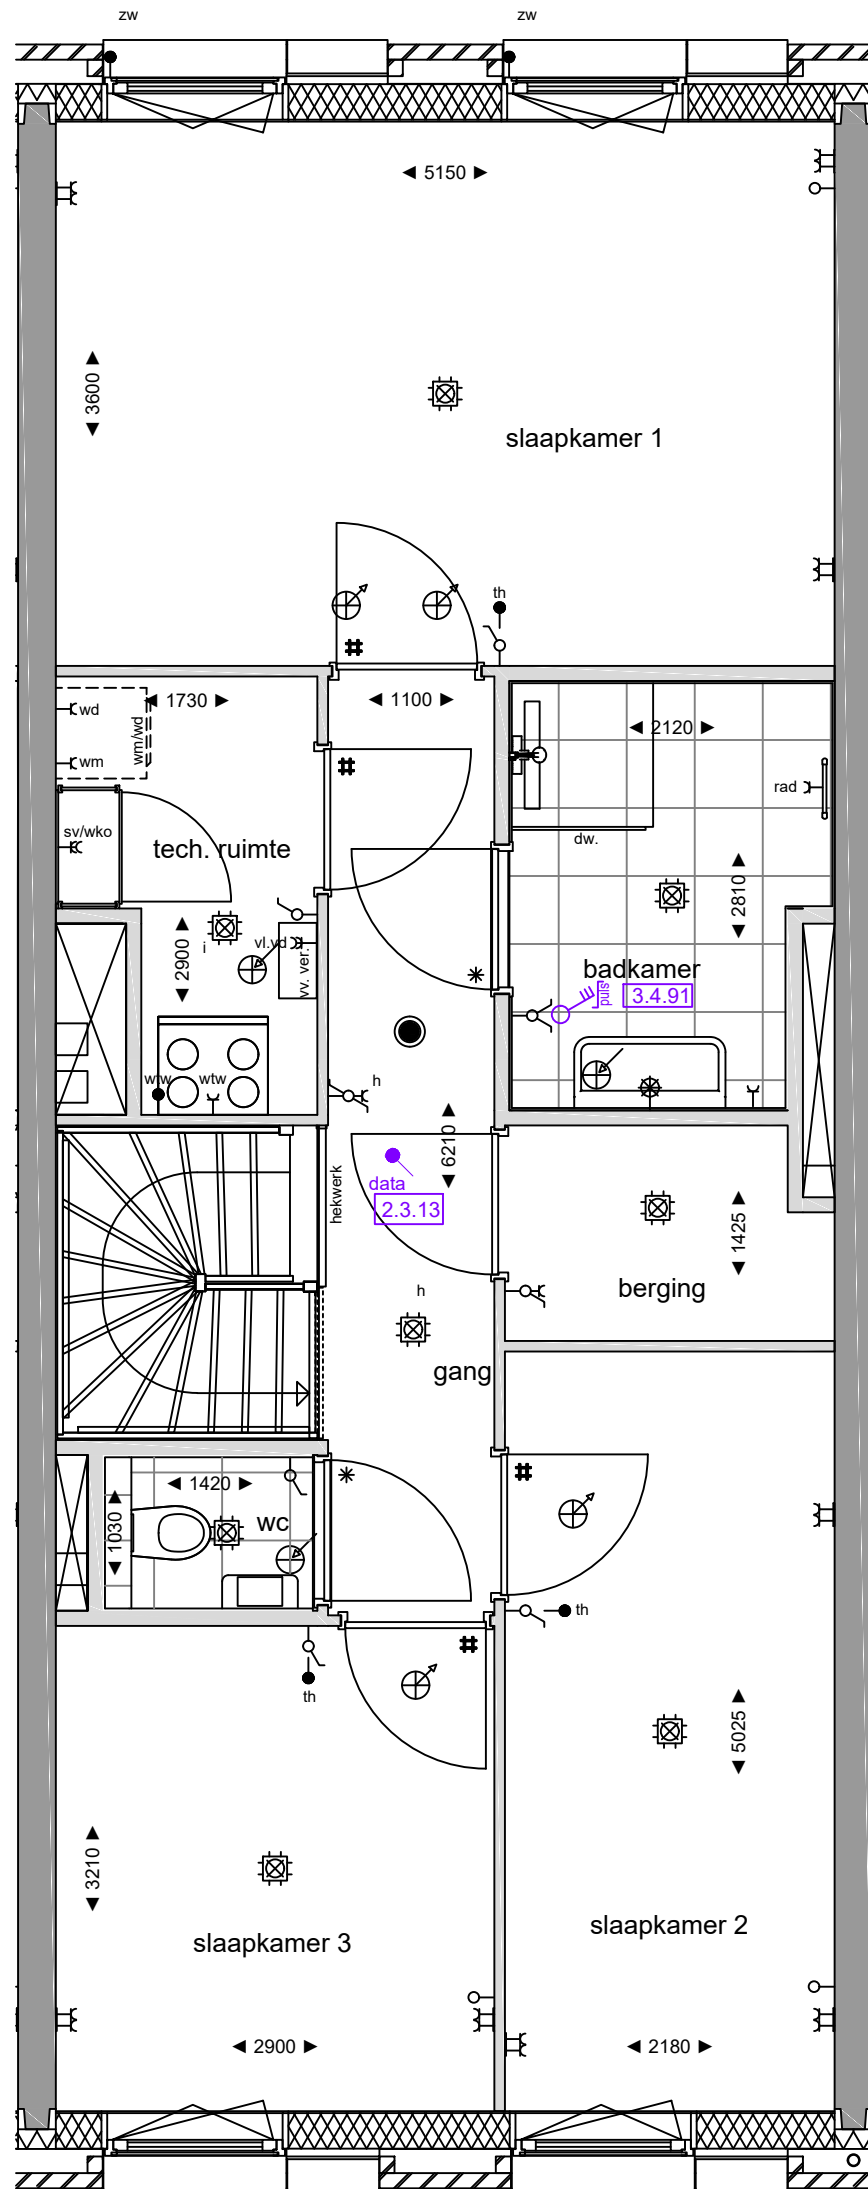 zw zw
5150
3600
slaapkamer 1
th
1730
1100
2120
wd
wm/wd
wm
rad
sv/wko
tech. ruimte
dw.
2810
2900
i
vl.vd
vv. ver.
badkamer
puls
3.4.91
wtw
wtw
h
6210
data
2.3.13
hekwerk
1425
h
berging
gang
1420
1030
wc
th
th
5025
3210
slaapkamer 3
slaapkamer 2
2900
2180